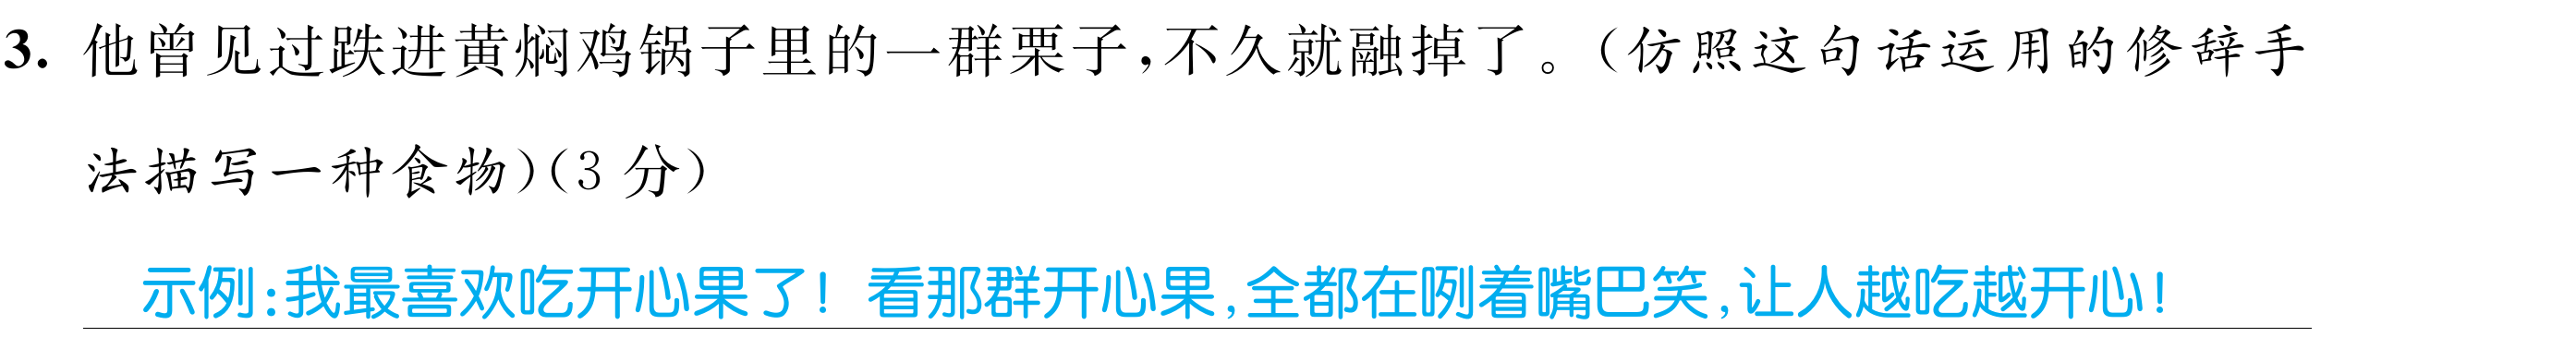 3. 他曾见过跌进黄焖鸡锅子里的一群栗子,不久就融掉了。(仿照这句话运用的修辞手
法描写一种食物)(3 分)
示例:我最喜欢吃开心果了! 看那群开心果,全都在咧着嘴巴笑,让人越吃越开心!